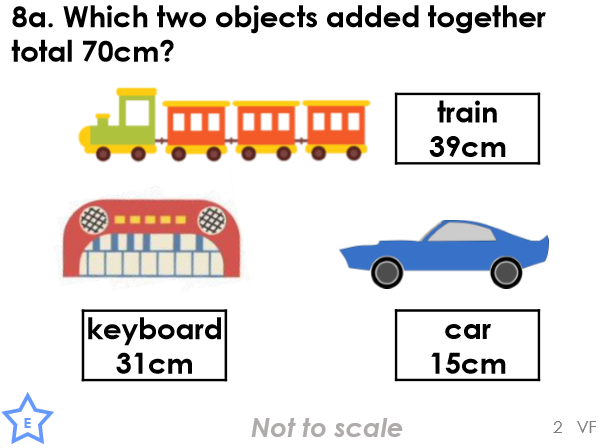 8a. Which two objects added together
total 70cm?
train
39cm
keyboard
31cm
car
15cm
E
Not to scale
2 VF